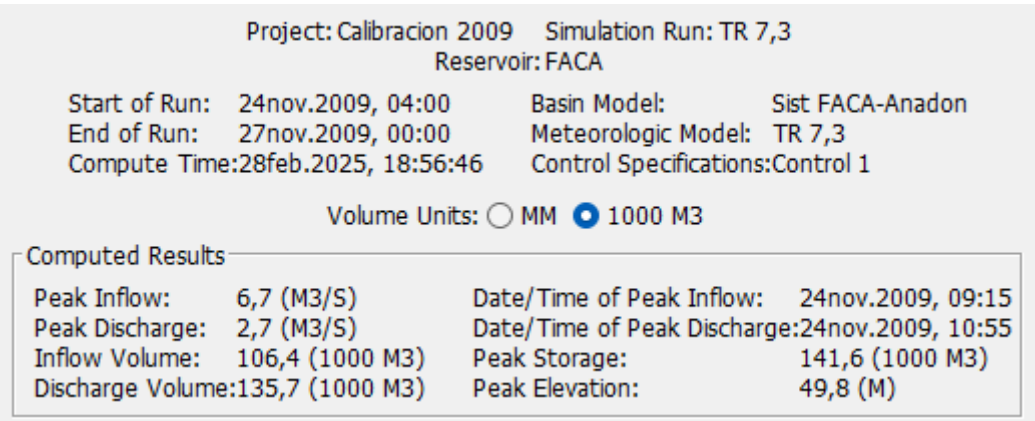 Project: Calibracion 2009 Simulation Run: TR 7,3
Reservoir: FACA
Start of Run: 24nov.2009, 04:00 Basin Model: Sist FACA-Anadon
End of Run: 27nov.2009, 00:00 Meteorologic Model: TR 7,3
Compute Time:28feb.2025, 18:56:46 Control Specifications:Control 1
Volume Units: MM 1000 M3
Computed Results
Peak Inflow: 6,7 (M3/S) Date/Time of Peak Inflow: 24nov.2009, 09:15
Peak Discharge: 2,7 (M3/S) Date/Time of Peak Discharge:24nov.2009, 10:55
Inflow Volume: 106,4 (1000 M3) Peak Storage: 141,6 (1000 M3)
Discharge Volume:135,7 (1000 M3) Peak Elevation: 49,8 (M)